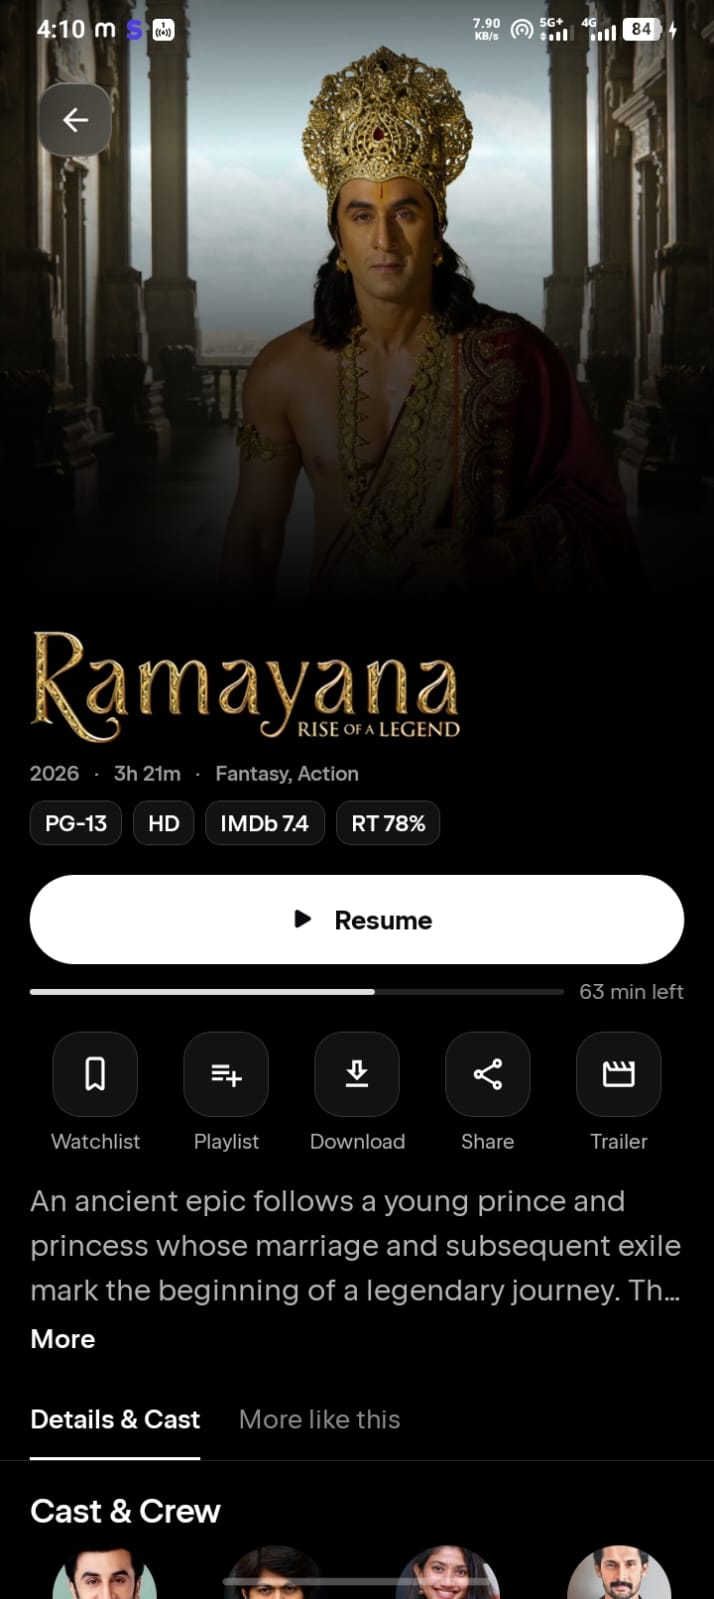 4:10 m S 1
7.90 KB/s 5G+ 4G 84
Ramayana
RISE OF A LEGEND
2026 · 3h 21m · Fantasy, Action
PG-13 HD IMDb 7.4 RT 78%
Resume
63 min left
Watchlist Playlist Download Share Trailer
An ancient epic follows a young prince and
princess whose marriage and subsequent exile
mark the beginning of a legendary journey. Th...
More
Details & Cast More like this
Cast & Crew